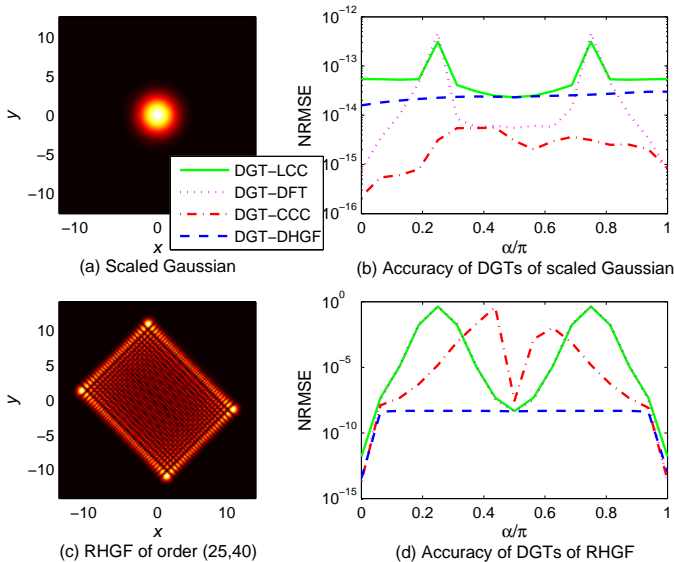 10
5
0
−5
−10
y
−10
0
10
x
(a) Scaled Gaussian
DGT−LCC
DGT−DFT
DGT−CCC
DGT−DHGF
10−12
10−13
10−14
10−15
10−16
NRMSE
0
0.2
0.4
0.6
0.8
1
α/π
(b) Accuracy of DGTs of scaled Gaussian
10
5
0
−5
−10
y
−10
0
10
x
(c) RHGF of order (25,40)
100
10−5
10−10
10−15
NRMSE
0
0.2
0.4
0.6
0.8
1
α/π
(d) Accuracy of DGTs of RHGF